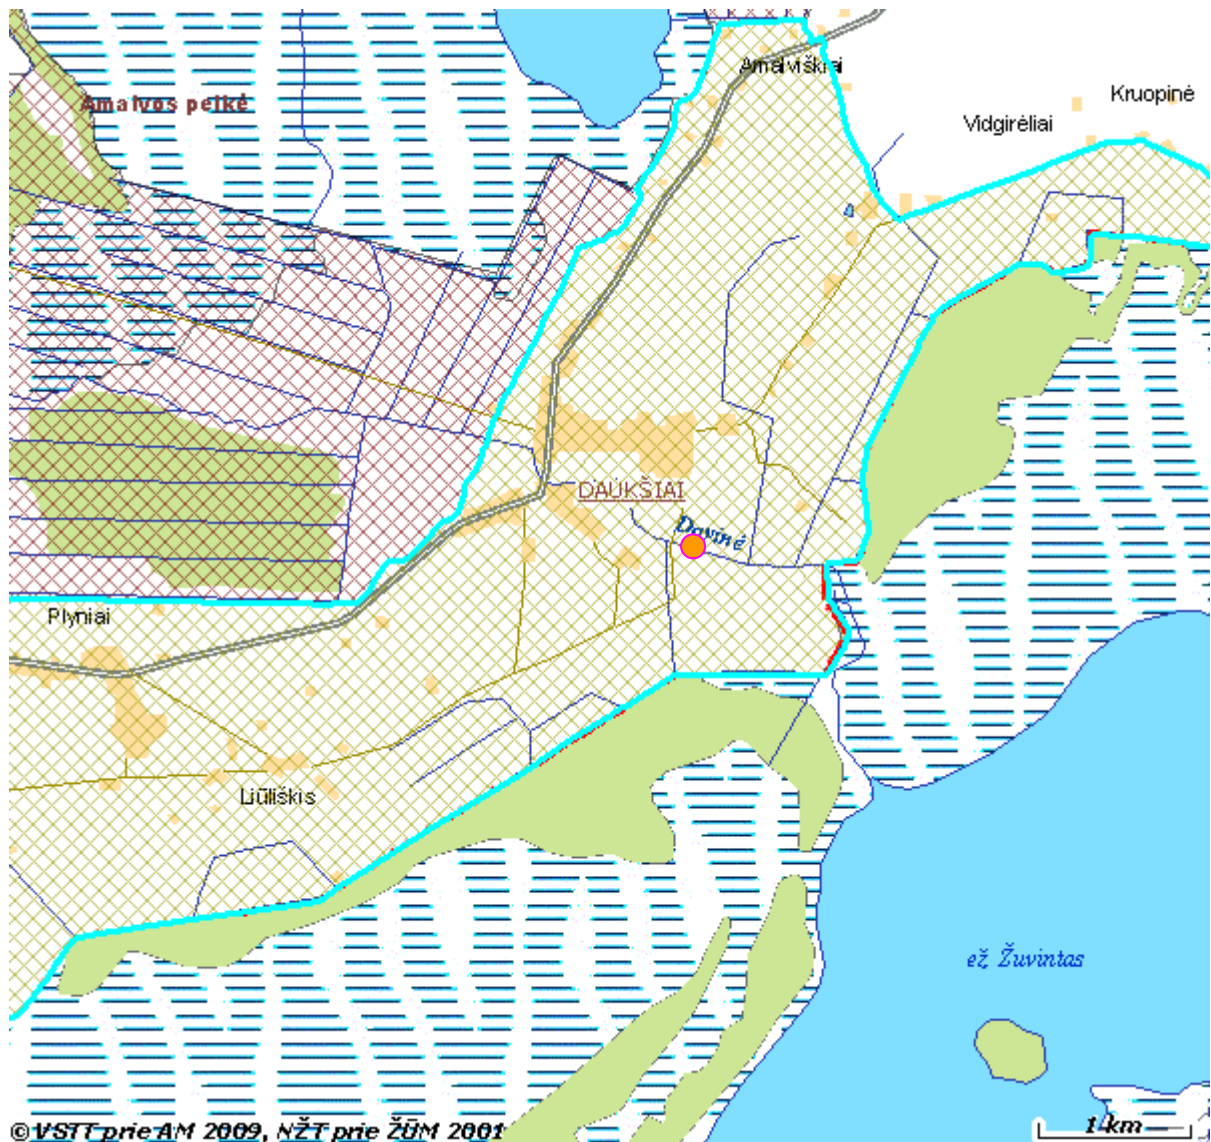 Amalviškiai
Kruopinė
Amalvos pelkė
Vidgirėliai
DAUKŠIAI
Dovinė
Plyniai
Liūliškis
ež. Žuvintas
© VSTT prie AM 2009, NŽT prie ŽŪM 2001
1 km